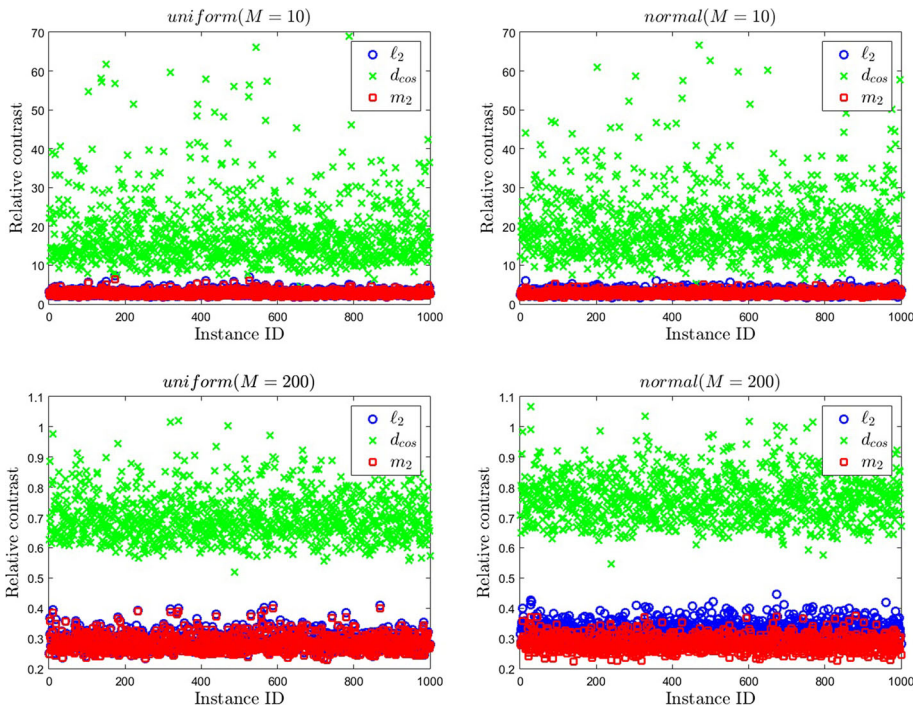 uniform(M = 10)
Relative contrast
70
60
50
40
30
20
10
0
ℓ2
dcos
m2
0 200 400 600 800 1000
Instance ID
normal(M = 10)
Relative contrast
70
60
50
40
30
20
10
0
ℓ2
dcos
m2
0 200 400 600 800 1000
Instance ID
uniform(M = 200)
Relative contrast
1.1
1
0.9
0.8
0.7
0.6
0.5
0.4
0.3
0.2
ℓ2
dcos
m2
0 200 400 600 800 1000
Instance ID
normal(M = 200)
Relative contrast
1.1
1
0.9
0.8
0.7
0.6
0.5
0.4
0.3
0.2
ℓ2
dcos
m2
0 200 400 600 800 1000
Instance ID